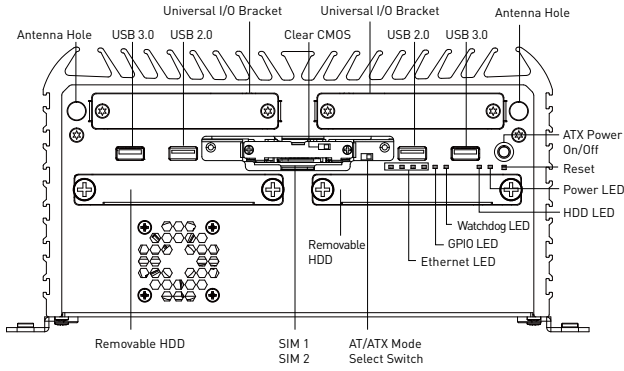 Universal I/O Bracket
Universal I/O Bracket
Antenna Hole
Antenna Hole
USB 3.0
USB 2.0
Clear CMOS
USB 2.0
USB 3.0
ATX Power
On/Off
Reset
Power LED
HDD LED
Watchdog LED
GPIO LED
Ethernet LED
Removable
HDD
Removable HDD
SIM 1
SIM 2
AT/ATX Mode
Select Switch